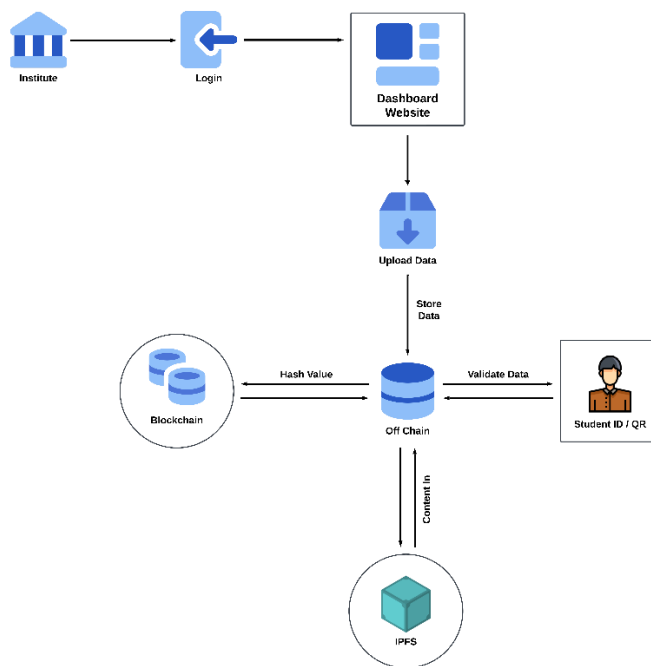 Institute
Login
Dashboard
Website
Upload Data
Store
Data
Hash Value
Validate Data
Blockchain
Off Chain
Student ID / QR
Content In
IPFS